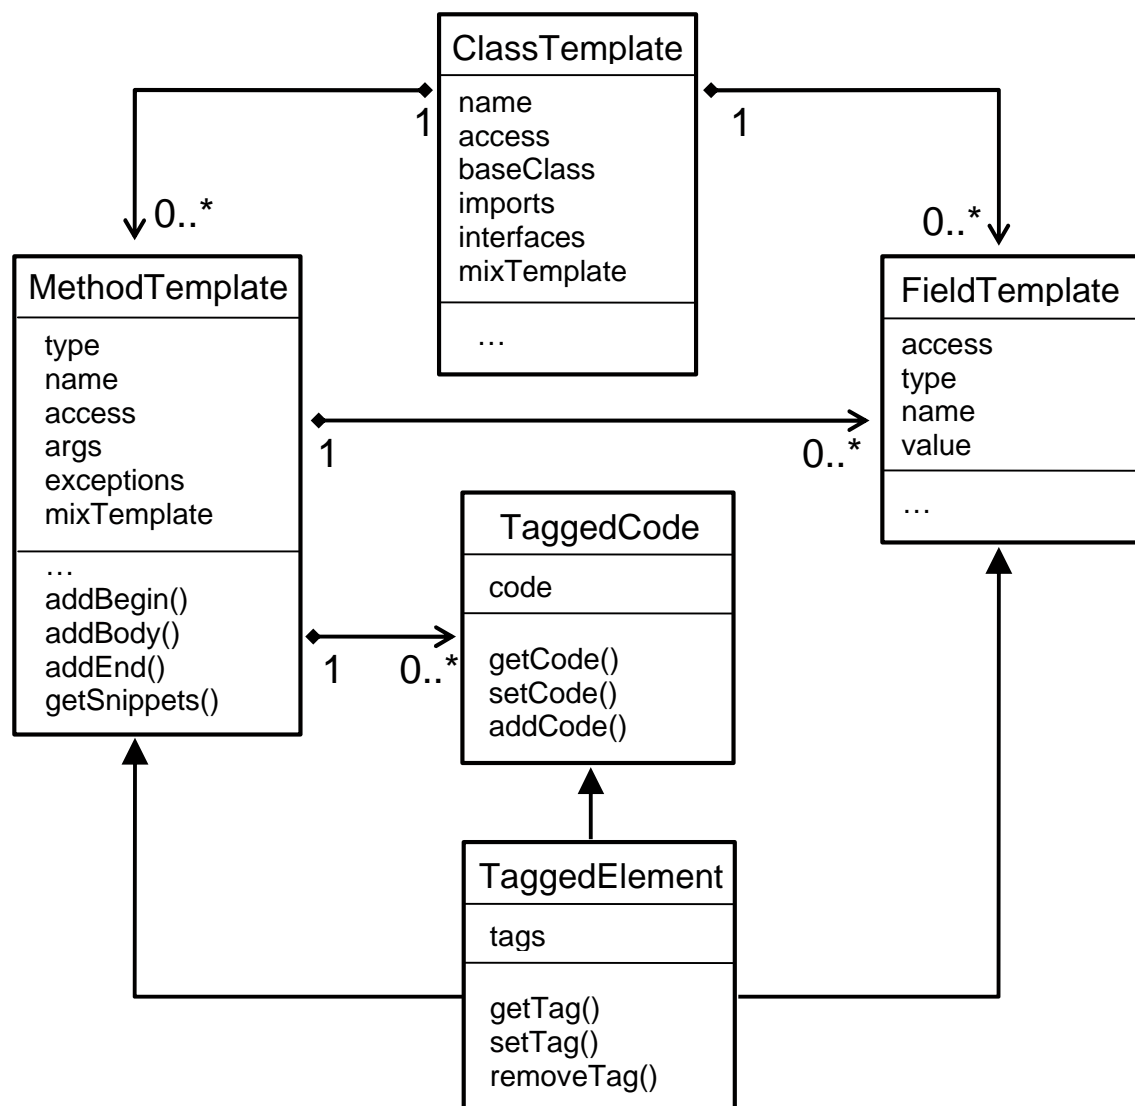 ClassTemplate
name
access
baseClass
imports
interfaces
mixTemplate
...
1
1
0..*
0..*
MethodTemplate
type
name
access
args
exceptions
mixTemplate
...
addBegin()
addBody()
addEnd()
getSnippets()
FieldTemplate
access
type
name
value
...
1
0..*
1
0..*
TaggedCode
code
getCode()
setCode()
addCode()
TaggedElement
tags
getTag()
setTag()
removeTag()